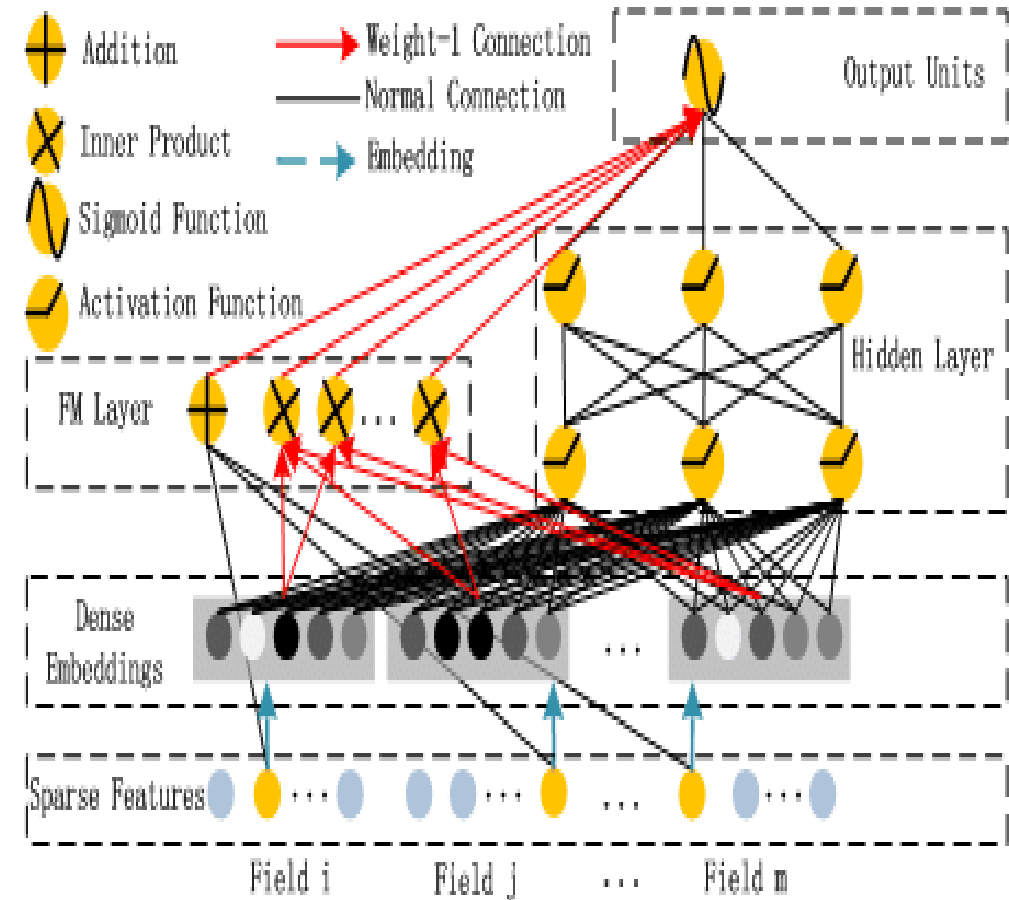 Addition
Inner Product
Sigmoid Function
Activation Function
Weight-1 Connection
Normal Connection
Embedding
Output Units
Hidden Layer
FM Layer
...
Dense
Embeddings
...
Sparse Features
... ... ... ...
Field i Field j ... Field m